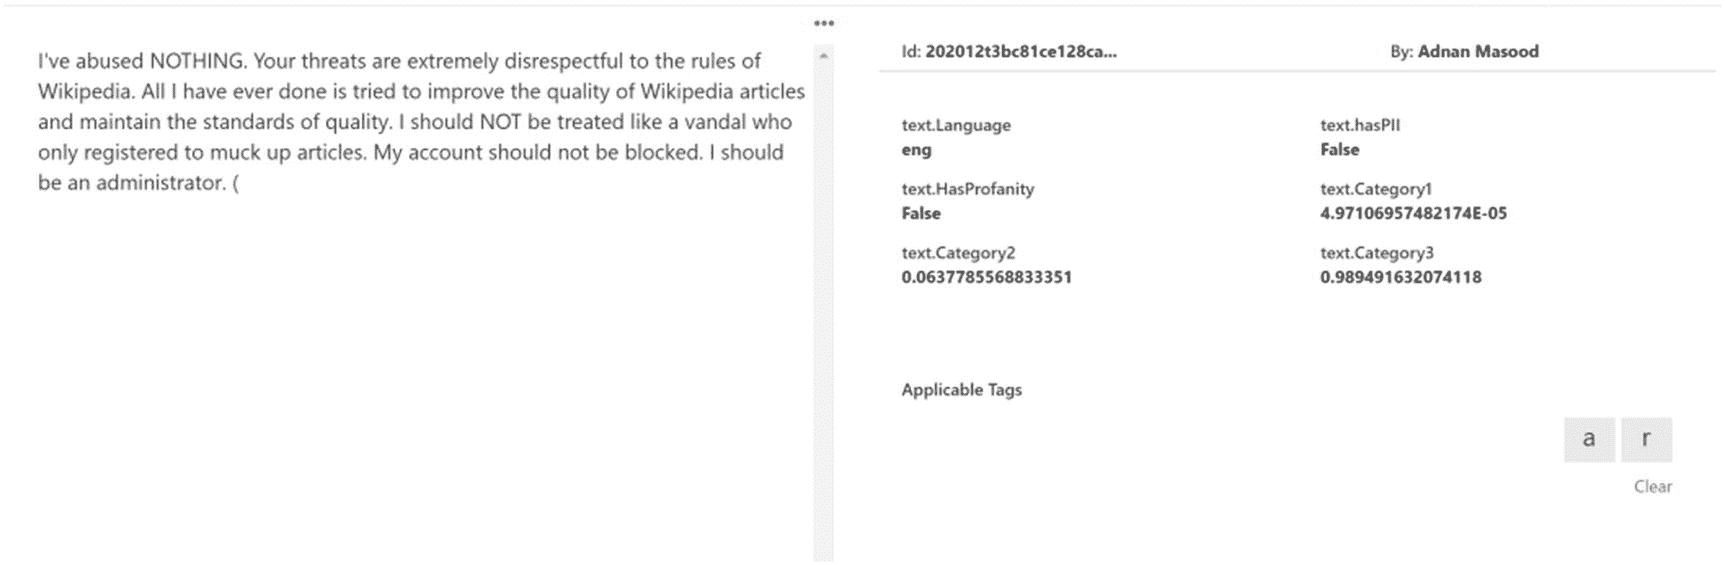 •••
I've abused NOTHING. Your threats are extremely disrespectful to the rules of
Wikipedia. All I have ever done is tried to improve the quality of Wikipedia articles
and maintain the standards of quality. I should NOT be treated like a vandal who
only registered to muck up articles. My account should not be blocked. I should
be an administrator. (
Id: 202012t3bc81ce128ca... By: Adnan Masood
text.Language text.hasPII
eng False
text.HasProfanity text.Category1
False 4.97106957482174E-05
text.Category2 text.Category3
0.0637785568833351 0.989491632074118
Applicable Tags
a r
Clear